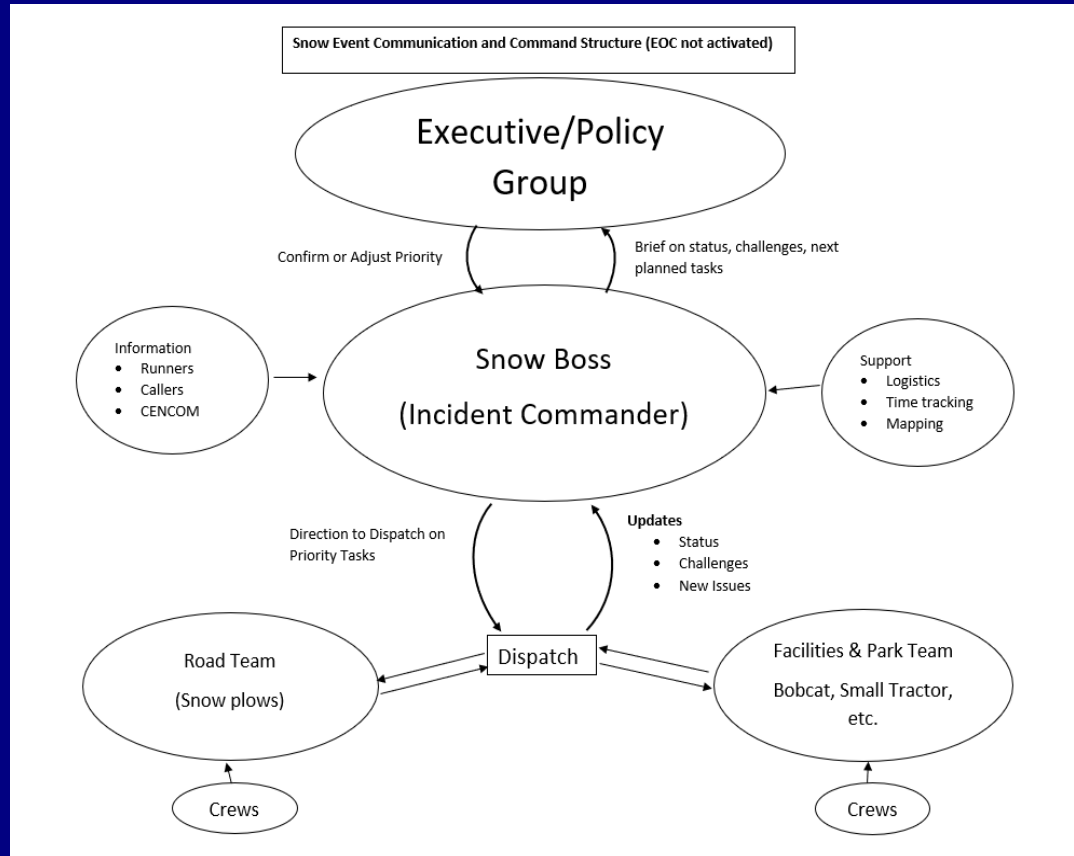 Snow Event Communication and Command Structure (EOC not activated)
Executive/Policy
Group
Confirm or Adjust Priority
Brief on status, challenges, next
planned tasks
Information
• Runners
• Callers
• CENCOM
Snow Boss
(Incident Commander)
Support
• Logistics
• Time tracking
• Mapping
Direction to Dispatch on
Priority Tasks
Updates
• Status
• Challenges
• New Issues
Road Team
(Snow plows)
Dispatch
Facilities & Park Team
Bobcat, Small Tractor,
etc.
Crews
Crews